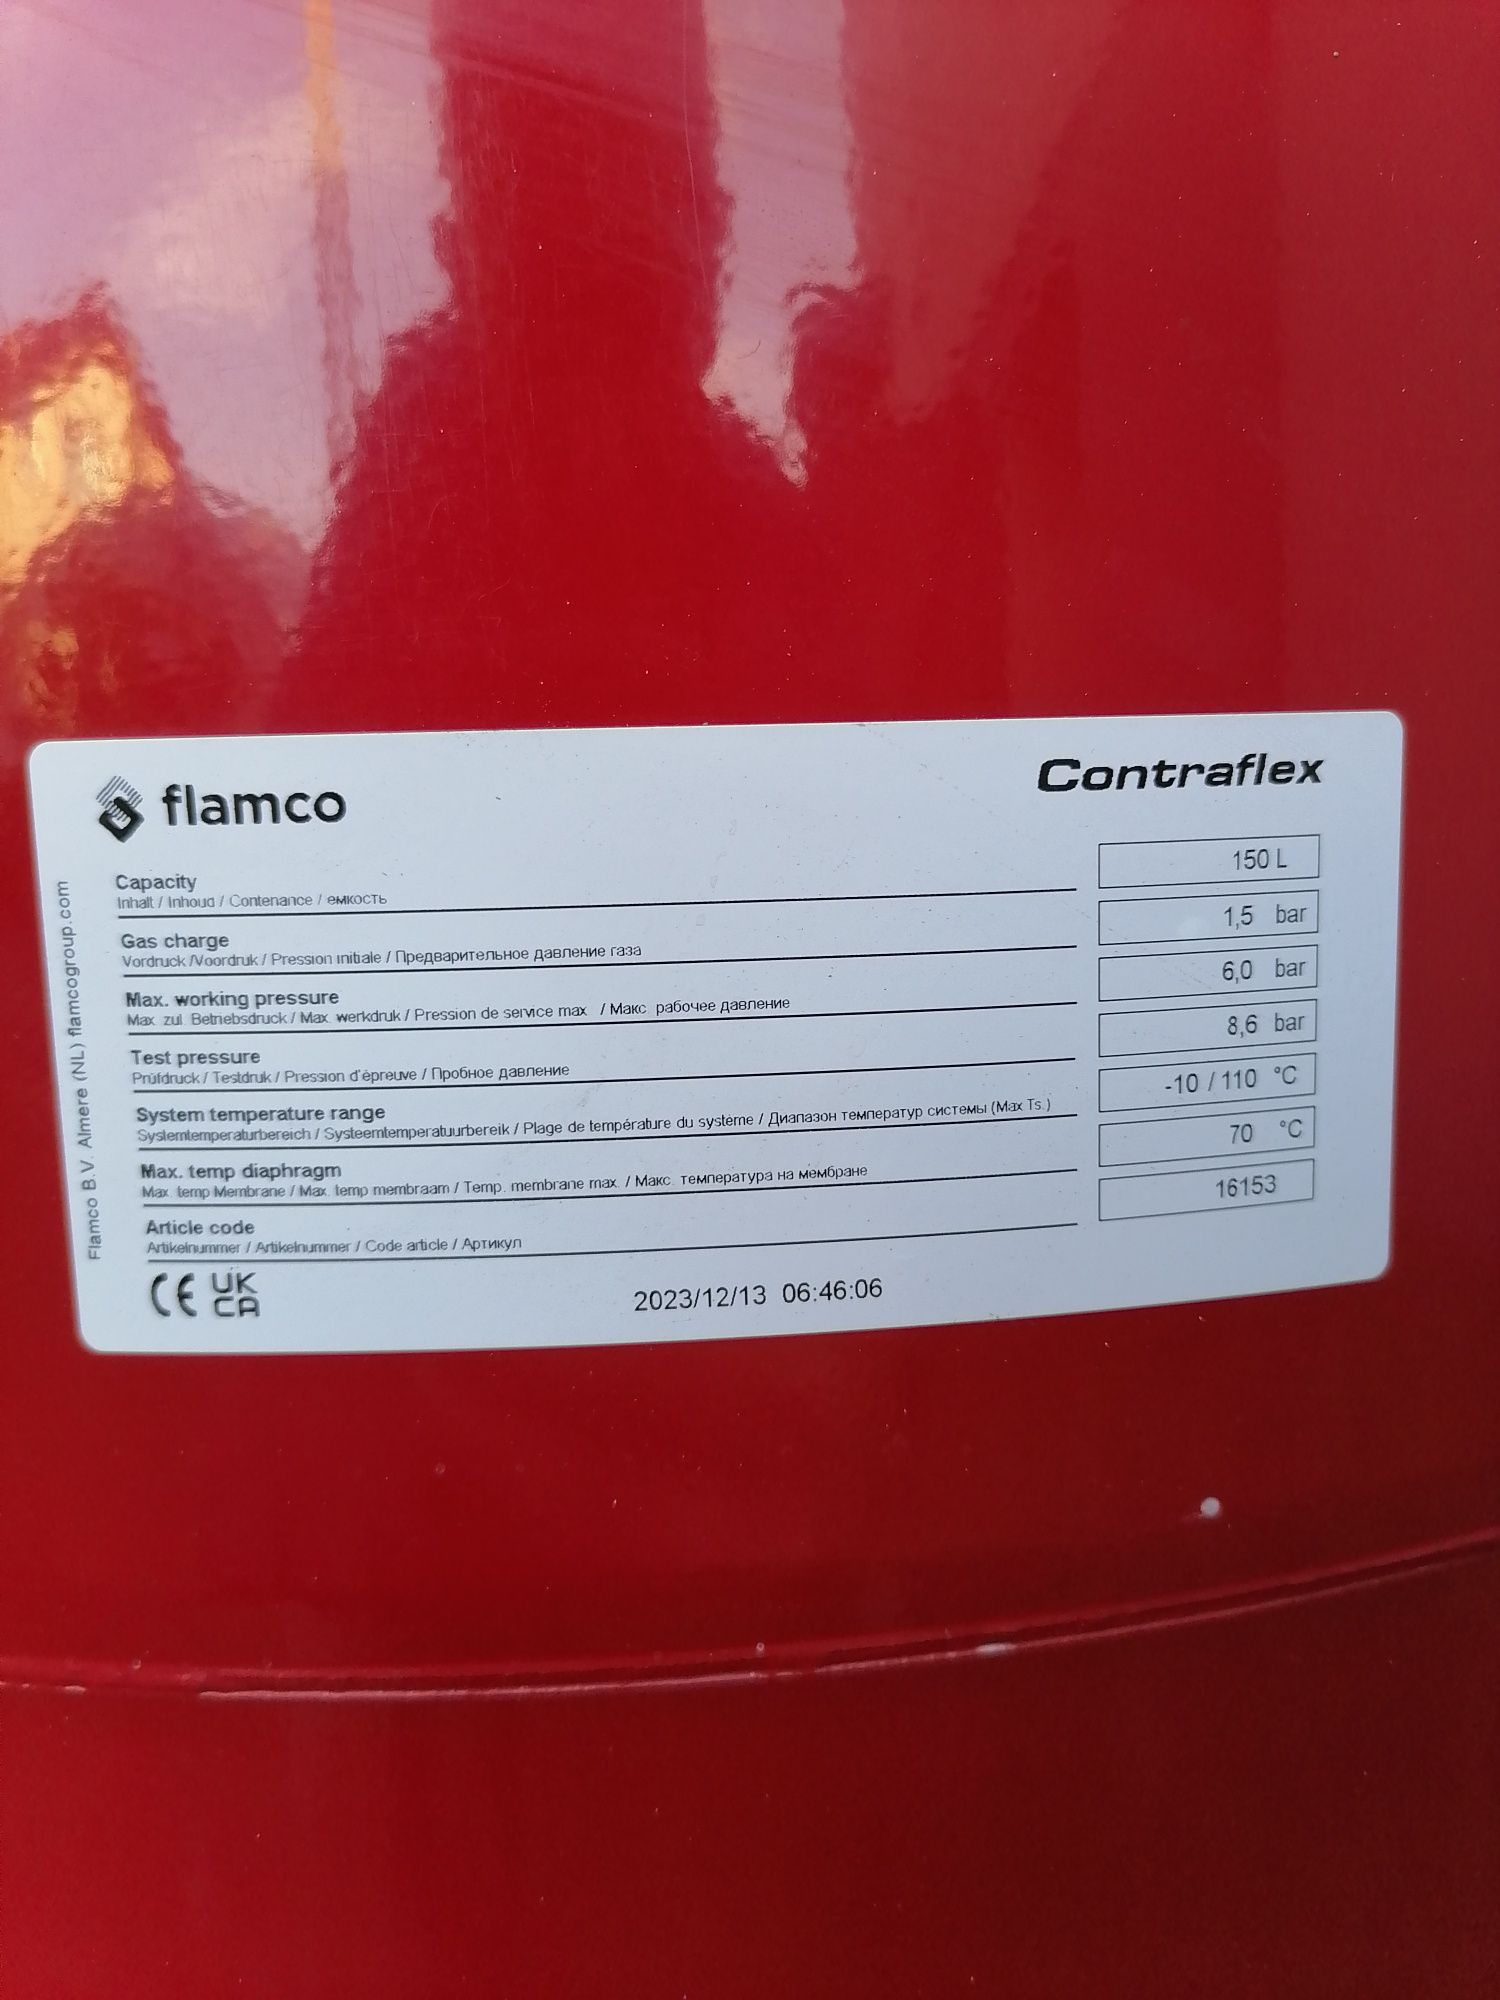 flamco
Contraflex
Capacity
Inhalt / Inhoud / Contenance / емкость
150 L
Gas charge
Vordruck /Voordruk / Pression initiale / Предварительное давление газа
1,5 bar
Max. working pressure
Max. zul. Betriebsdruck / Max. werkdruk / Pression de service max. / Макс. рабочее давление
6,0 bar
Test pressure
Prüfdruck / Testdruk / Pression d'épreuve / Пробное давление
8,6 bar
System temperature range
Systemtemperaturbereich / Systeemtemperatuurbereik / Plage de température du système / Диапазон температур системы (Max Ts.)
-10 / 110 °C
Max. temp diaphragm
Max. temp Membrane / Max. temp membraam / Temp. membrane max. / Макс. температура на мембране
70 °C
Article code
Artikelnummer / Artikelnummer / Code article / Артикул
16153
CE UK
CA
2023/12/13 06:46:06
Flamco B.V. Almere (NL) flamcogroup.com